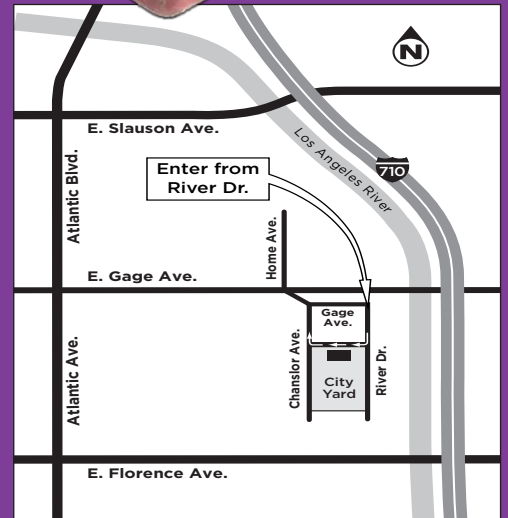 N
E. Slauson Ave.
Los Angeles River
710
Atlantic Blvd.
Enter from
River Dr.
Home Ave.
E. Gage Ave.
Gage
Ave.
Atlantic Ave.
Chanslor Ave.
River Dr.
City
Yard
E. Florence Ave.